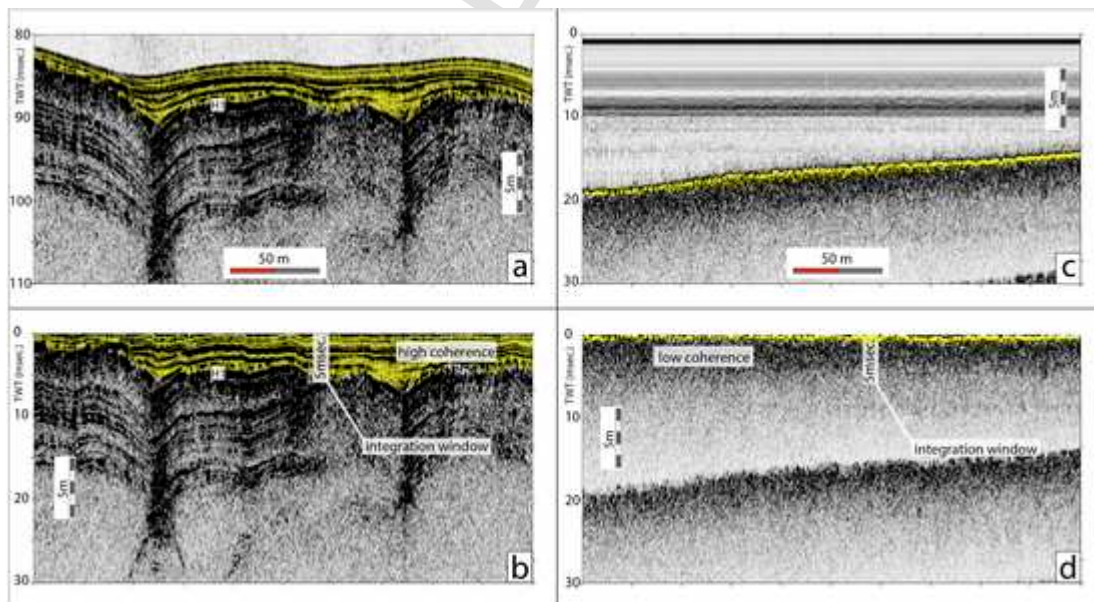 80
90
100
110
TWT (msec.)
H
5m
50 m
a
0
10
20
30
TWT (msec.)
5m
50 m
c
0
10
20
30
TWT (msec.)
H
5msec.
high coherence
integration window
5m
b
0
10
20
30
TWT (msec.)
low coherence
5msec.
5m
Integration window
d